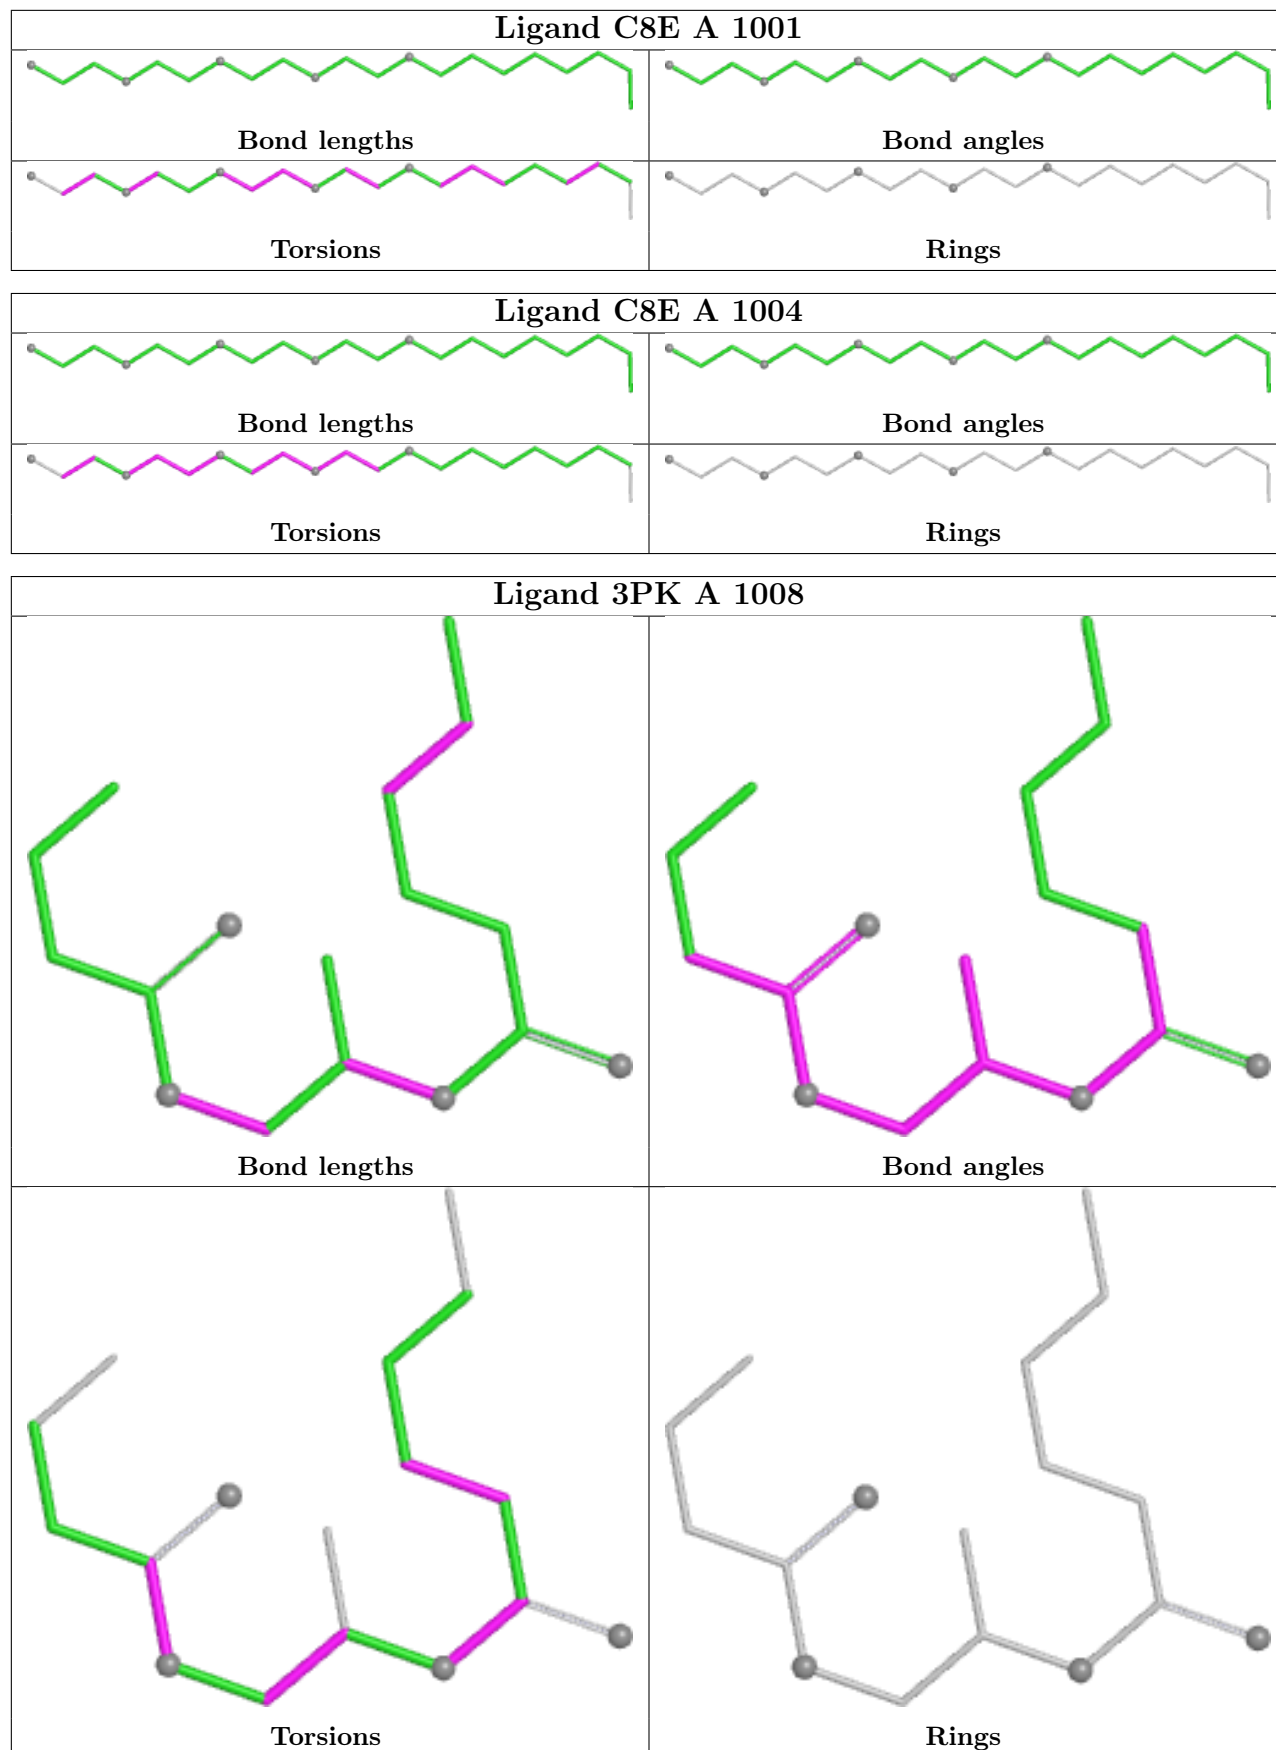 Ligand C8E A 1001
Bond lengths
Bond angles
Torsions
Rings
Ligand C8E A 1004
Bond lengths
Bond angles
Torsions
Rings
Ligand 3PK A 1008
Bond lengths
Bond angles
Torsions
Rings